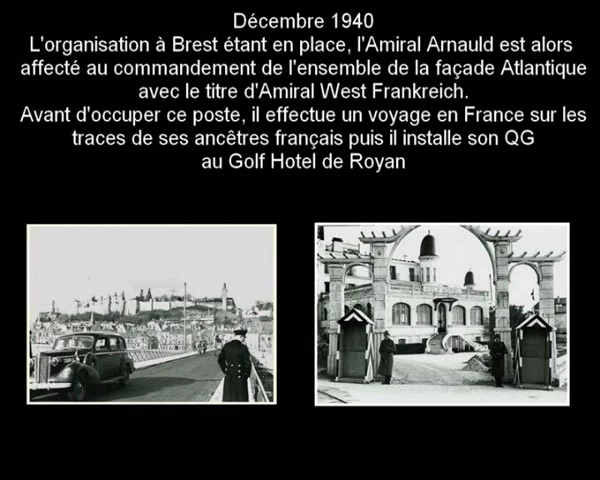 Décembre 1940
L'organisation à Brest étant en place, l'Amiral Arnauld est alors
affecté au commandement de l'ensemble de la façade Atlantique
avec le titre d'Amiral West Frankreich.
Avant d'occuper ce poste, il effectue un voyage en France sur les
traces de ses ancêtres français puis il installe son QG
au Golf Hotel de Royan